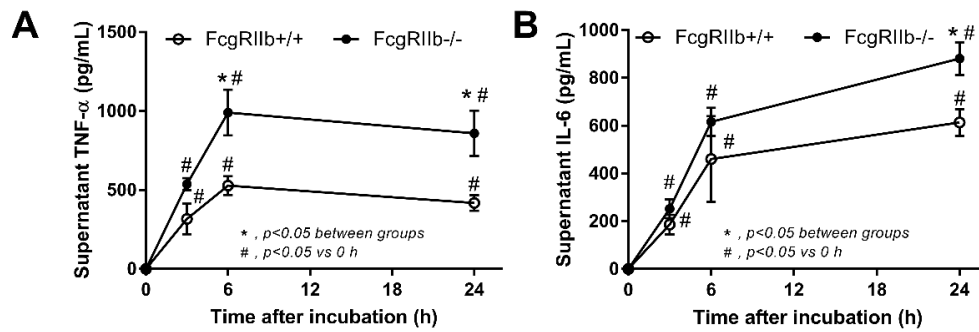 A
Supernatant TNF-α (pg/mL)
1500
1000
500
0
FcgRIIb+/+
FcgRIIb-/-
* #
* #
#
#
#
#
* , p<0.05 between groups
# , p<0.05 vs 0 h
0 6 12 18 24
Time after incubation (h)
B
Supernatant IL-6 (pg/mL)
1000
800
600
400
200
0
FcgRIIb+/+
FcgRIIb-/-
* #
#
#
#
#
#
* , p<0.05 between groups
# , p<0.05 vs 0 h
0 6 12 18 24
Time after incubation (h)